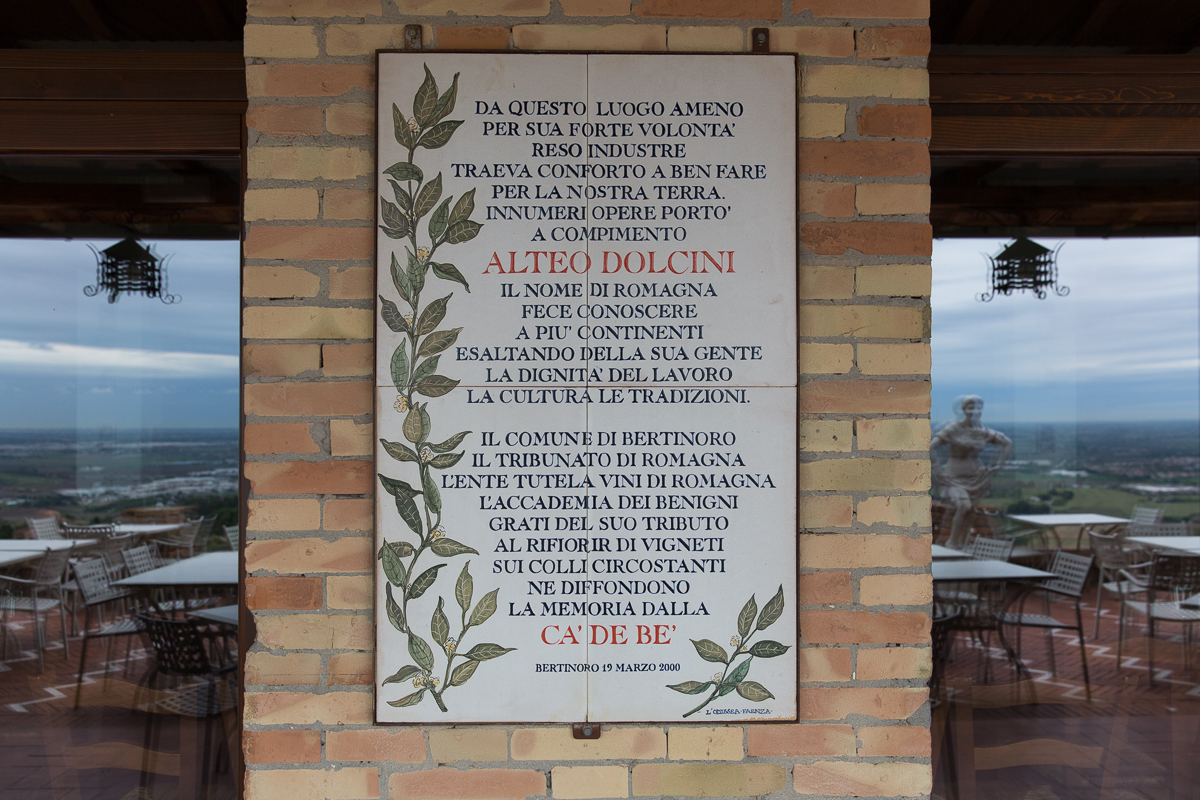 DA QUESTO LUOGO AMENO
PER SUA FORTE VOLONTA'
RESO INDUSTRE
TRAEVA CONFORTO A BEN FARE
PER LA NOSTRA TERRA.
INNUMERI OPERE PORTO'
A COMPIMENTO
ALTEO DOLCINI
IL NOME DI ROMAGNA
FECE CONOSCERE
A PIU' CONTINENTI
ESALTANDO DELLA SUA GENTE
LA DIGNITA' DEL LAVORO
LA CULTURA LE TRADIZIONI.
IL COMUNE DI BERTINORO
IL TRIBUNATO DI ROMAGNA
L'ENTE TUTELA VINI DI ROMAGNA
L'ACCADEMIA DEI BENIGNI
GRATI DEL SUO TRIBUTO
AL RIFIORIR DI VIGNETI
SUI COLLI CIRCOSTANTI
NE DIFFONDONO
LA MEMORIA DALLA
CA' DE BE'
BERTINORO 19 MARZO 2000
L'ODISSEA·FAENZA·